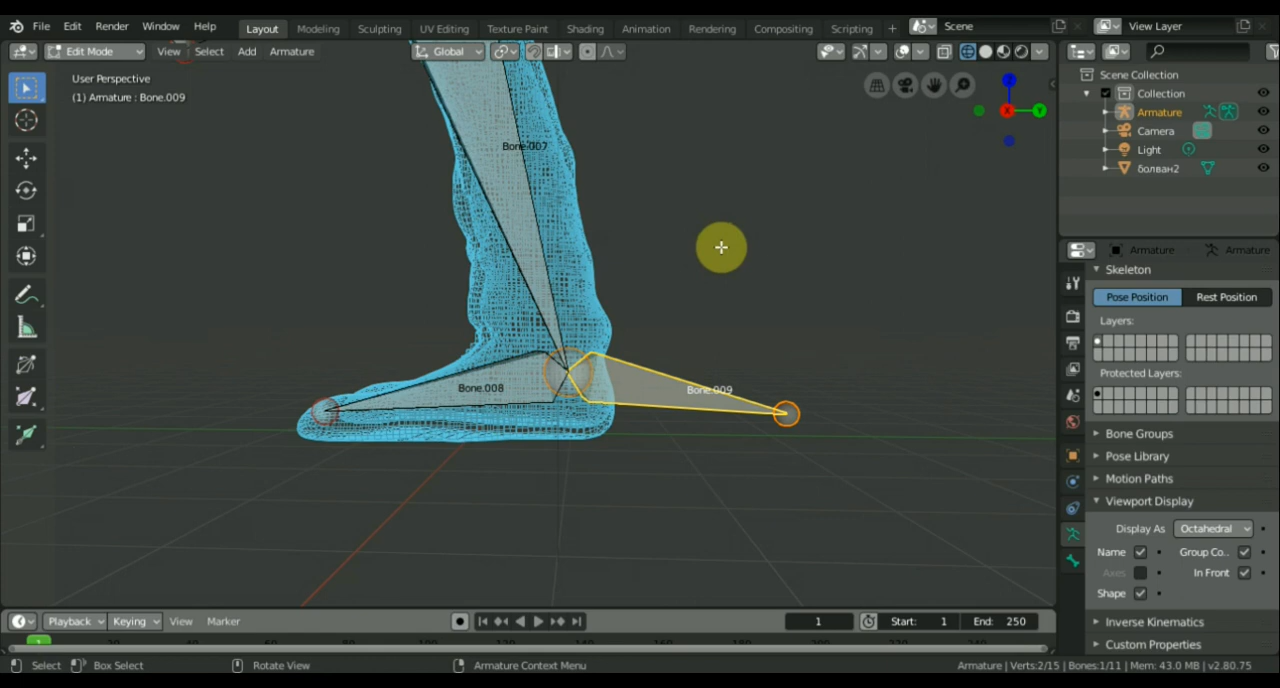 File Edit Render Window Help Layout Modeling Sculpting UV Editing Texture Paint Shading Animation Rendering Compositing Scripting + Scene View Layer
Edit Mode View Select Add Armature Global
User Perspective
(1) Armature : Bone.009
Scene Collection
Collection
Armature
Camera
Light
болван2
Bone.007
Bone.008
Bone.009
Armature Armature
Skeleton
Pose Position Rest Position
Layers:
Protected Layers:
Bone Groups
Pose Library
Motion Paths
Viewport Display
Display As Octahedral
Name Group Co..
Axes In Front
Shape
Inverse Kinematics
Custom Properties
Playback Keying View Marker 1 Start: 1 End: 250
1
Select Box Select Rotate View Armature Context Menu Armature | Verts:2/15 | Bones:1/11 | Mem: 43.0 MB | v2.80.75